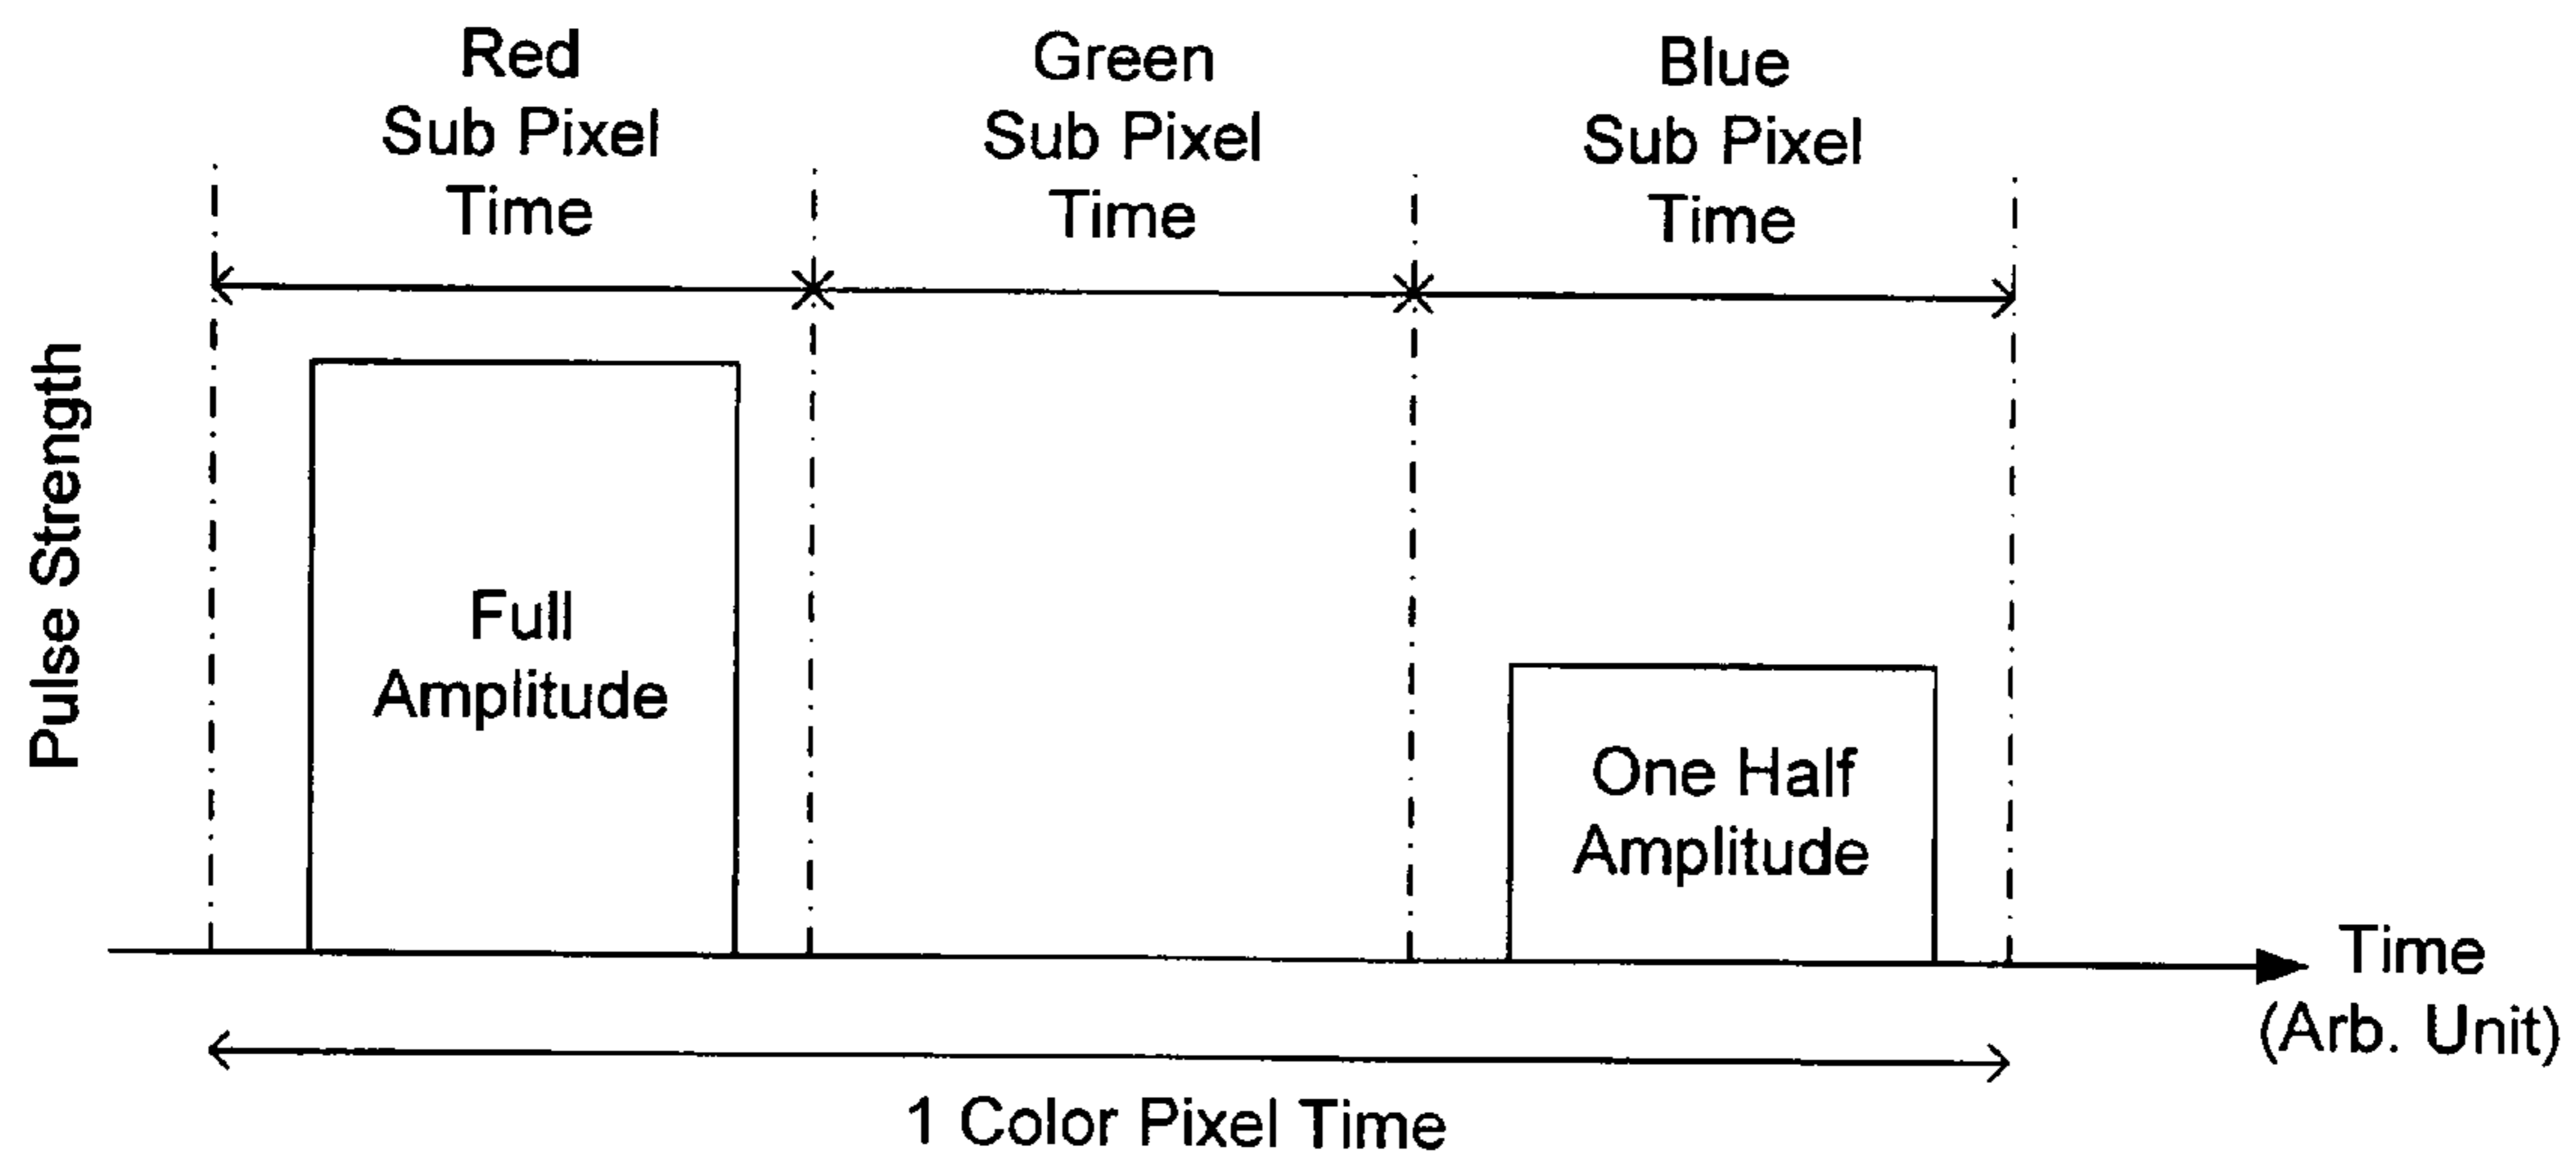 Red
Sub Pixel
Time
Green
Sub Pixel
Time
Blue
Sub Pixel
Time
Pulse Strength
Full
Amplitude
One Half
Amplitude
Time
(Arb. Unit)
1 Color Pixel Time